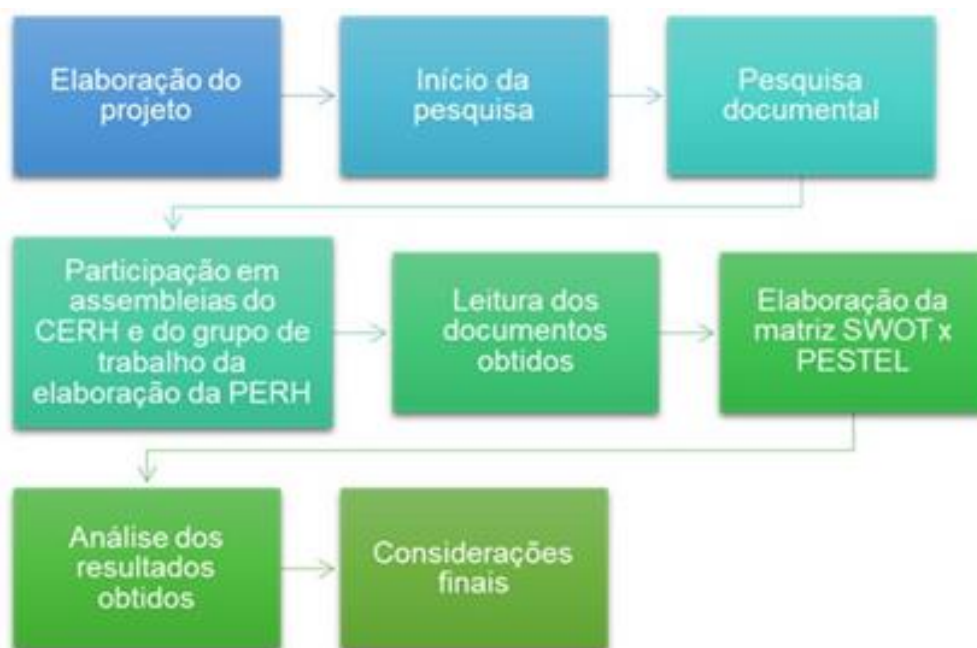 Elaboração do
projeto
Início da
pesquisa
Pesquisa
documental
Participação em
assembleias do
CERH e do grupo de
trabalho da
elaboração da PERH
Leitura dos
documentos
obtidos
Elaboração da
matriz SWOT x
PESTEL
Análise dos
resultados
obtidos
Considerações
finais